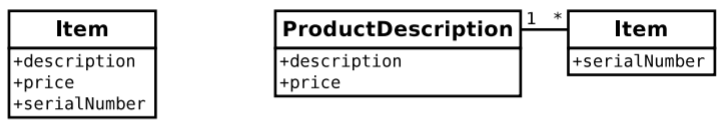 Item
+description
+price
+serialNumber
ProductDescription
+description
+price
1 *
Item
+serialNumber